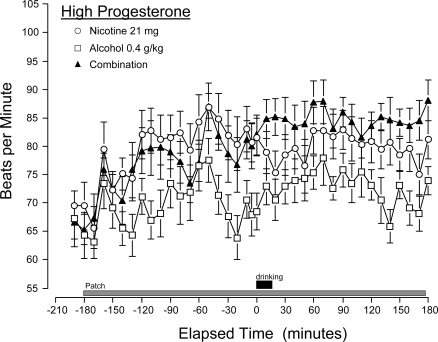 High Progesterone
Nicotine 21 mg
Alcohol 0.4 g/kg
Combination
Beats per Minute
105
100
95
90
85
80
75
70
65
60
55
drinking
Patch
-210 -180 -150 -120 -90 -60 -30 0 30 60 90 120 150 180
Elapsed Time (minutes)